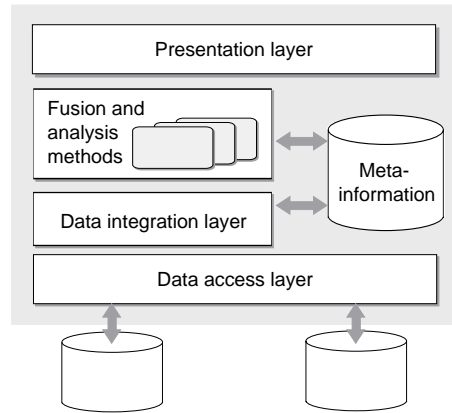 Presentation layer
Fusion and
analysis
methods
Meta-
information
Data integration layer
Data access layer